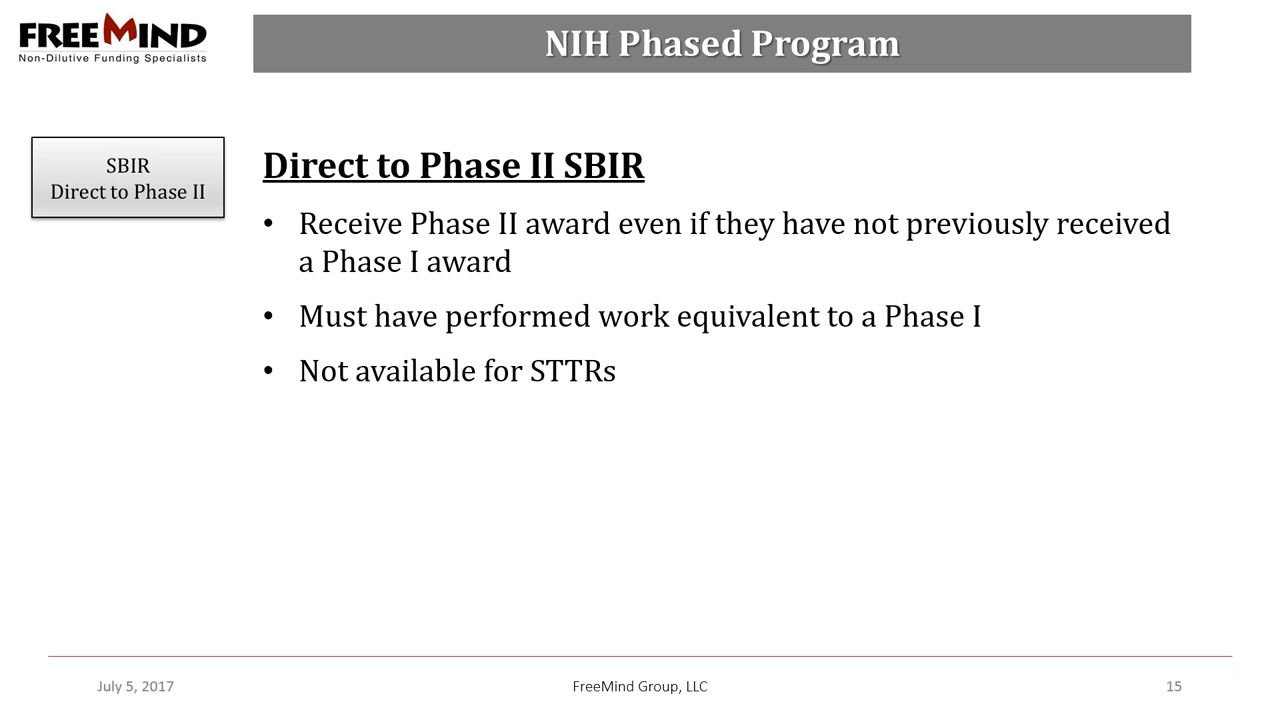 FREEMIND
Non-Dilutive Funding Specialists
NIH Phased Program
SBIR
Direct to Phase II
Direct to Phase II SBIR
• Receive Phase II award even if they have not previously received
a Phase I award
• Must have performed work equivalent to a Phase I
• Not available for STTRs
July 5, 2017
FreeMind Group, LLC
15